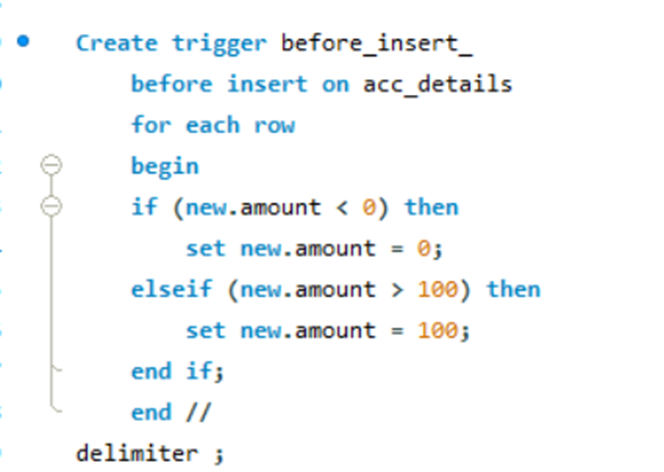 Create trigger before_insert_
before insert on acc_details
for each row
begin
if (new.amount < 0) then
set new.amount = 0;
elseif (new.amount > 100) then
set new.amount = 100;
end if;
end //
delimiter ;